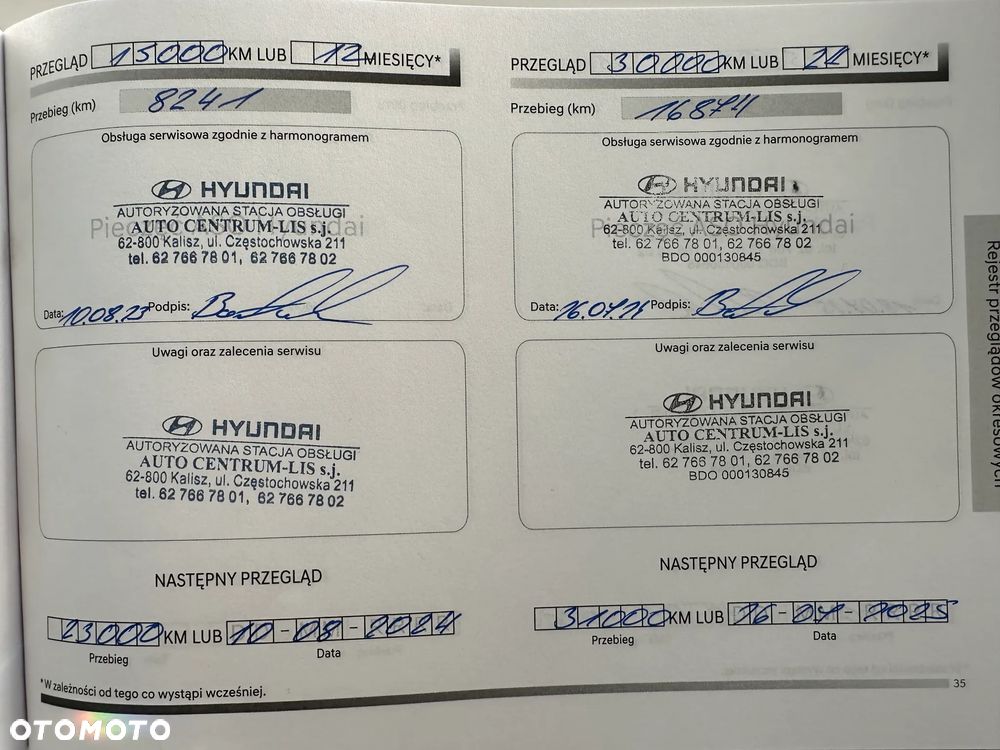 PRZEGLĄD 15000 KM LUB 12 MIESIĘCY*
Przebieg (km) 8241
Obsługa serwisowa zgodnie z harmonogramem
HYUNDAI
AUTORYZOWANA STACJA OBSŁUGI
AUTO CENTRUM-LIS s.j.
62-800 Kalisz, ul. Częstochowska 211
tel. 62 766 78 01, 62 766 78 02
Data: 10.08.23 Podpis:
Uwagi oraz zalecenia serwisu
HYUNDAI
AUTORYZOWANA STACJA OBSŁUGI
AUTO CENTRUM-LIS s.j.
62-800 Kalisz, ul. Częstochowska 211
tel. 62 766 78 01, 62 766 78 02
NASTĘPNY PRZEGLĄD
23000 KM LUB 10-08-2024
Przebieg Data
*W zależności od tego co wystąpi wcześniej.
PRZEGLĄD 30000 KM LUB MIESIĘCY*
Przebieg (km) 16874
Obsługa serwisowa zgodnie z harmonogramem
HYUNDAI
AUTORYZOWANA STACJA OBSŁUGI
AUTO CENTRUM-LIS s.j.
62-800 Kalisz, ul. Częstochowska 211
tel. 62 766 78 01, 62 766 78 02
BDO 000130845
Data: Podpis:
Uwagi oraz zalecenia serwisu
HYUNDAI
AUTORYZOWANA STACJA OBSŁUGI
AUTO CENTRUM-LIS s.j.
62-800 Kalisz, ul. Częstochowska 211
tel. 62 766 78 01, 62 766 78 02
BDO 000130845
NASTĘPNY PRZEGLĄD
31000 KM LUB 26-07-2025
Przebieg Data
35
Rejestr przeglądów okresowych
OTOMOTO